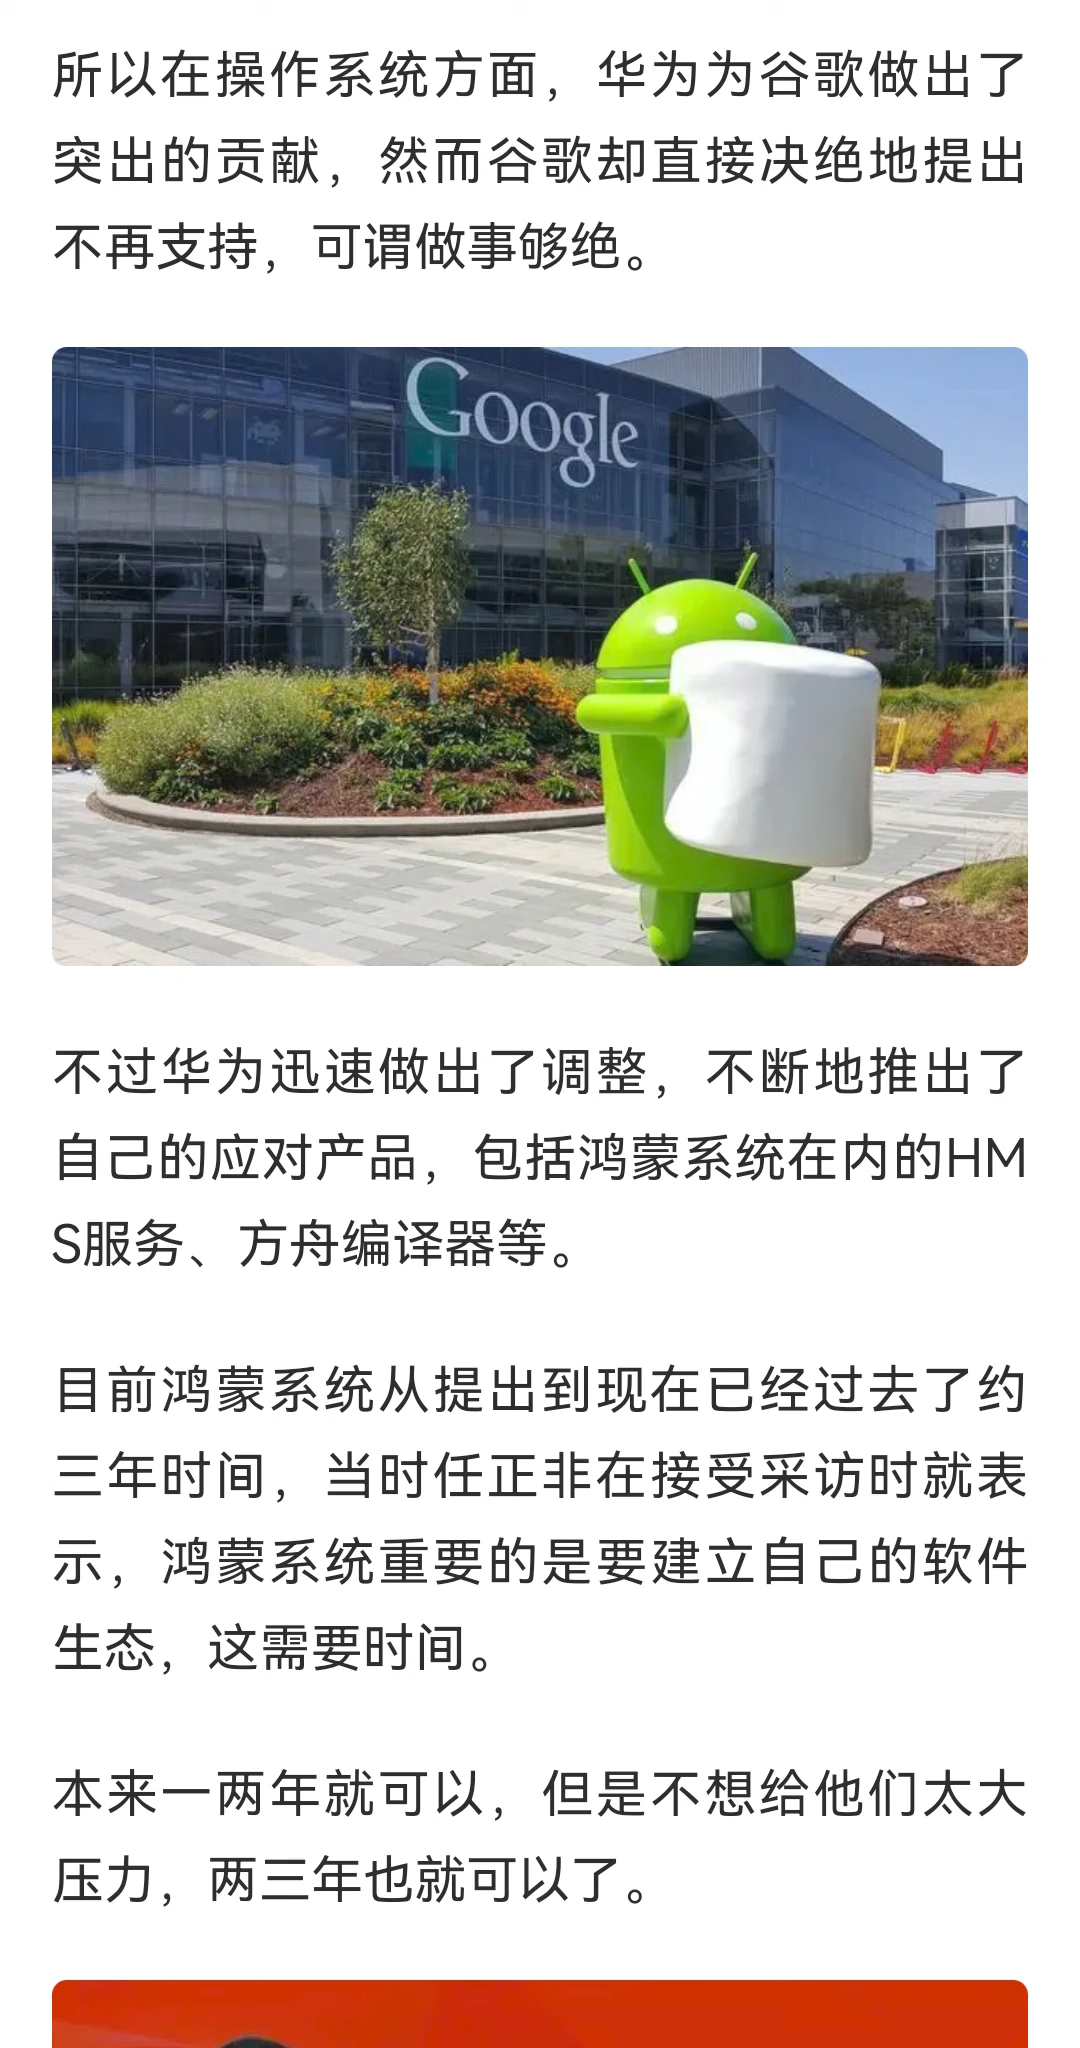 所以在操作系统方面，华为为谷歌做出了
突出的贡献，然而谷歌却直接决绝地提出
不再支持，可谓做事够绝。
Google
不过华为迅速做出了调整，不断地推出了
自己的应对产品，包括鸿蒙系统在内的HM
S服务、方舟编译器等。
目前鸿蒙系统从提出到现在已经过去了约
三年时间，当时任正非在接受采访时就表
示，鸿蒙系统重要的是要建立自己的软件
生态，这需要时间。
本来一两年就可以，但是不想给他们太大
压力，两三年也就可以了。